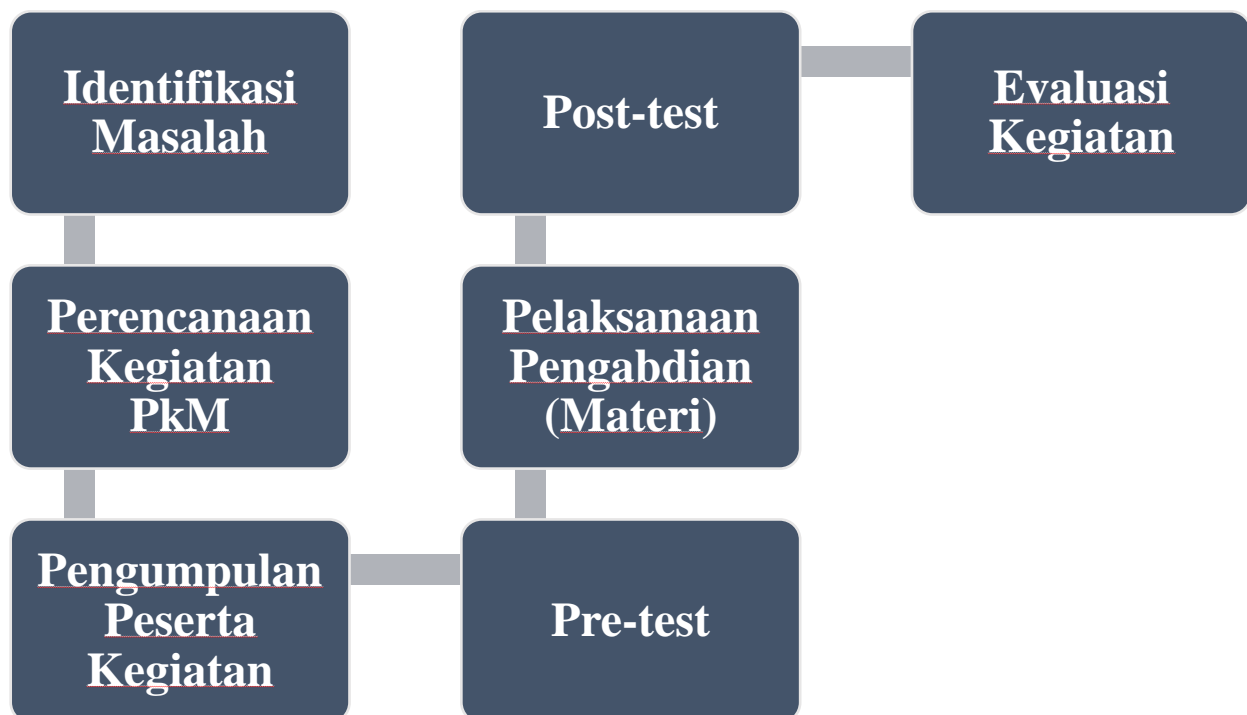 Identifikasi
Masalah
Perencanaan
Kegiatan
PkM
Pengumpulan
Peserta
Kegiatan
Pre-test
Pelaksanaan
Pengabdian
(Materi)
Post-test
Evaluasi
Kegiatan